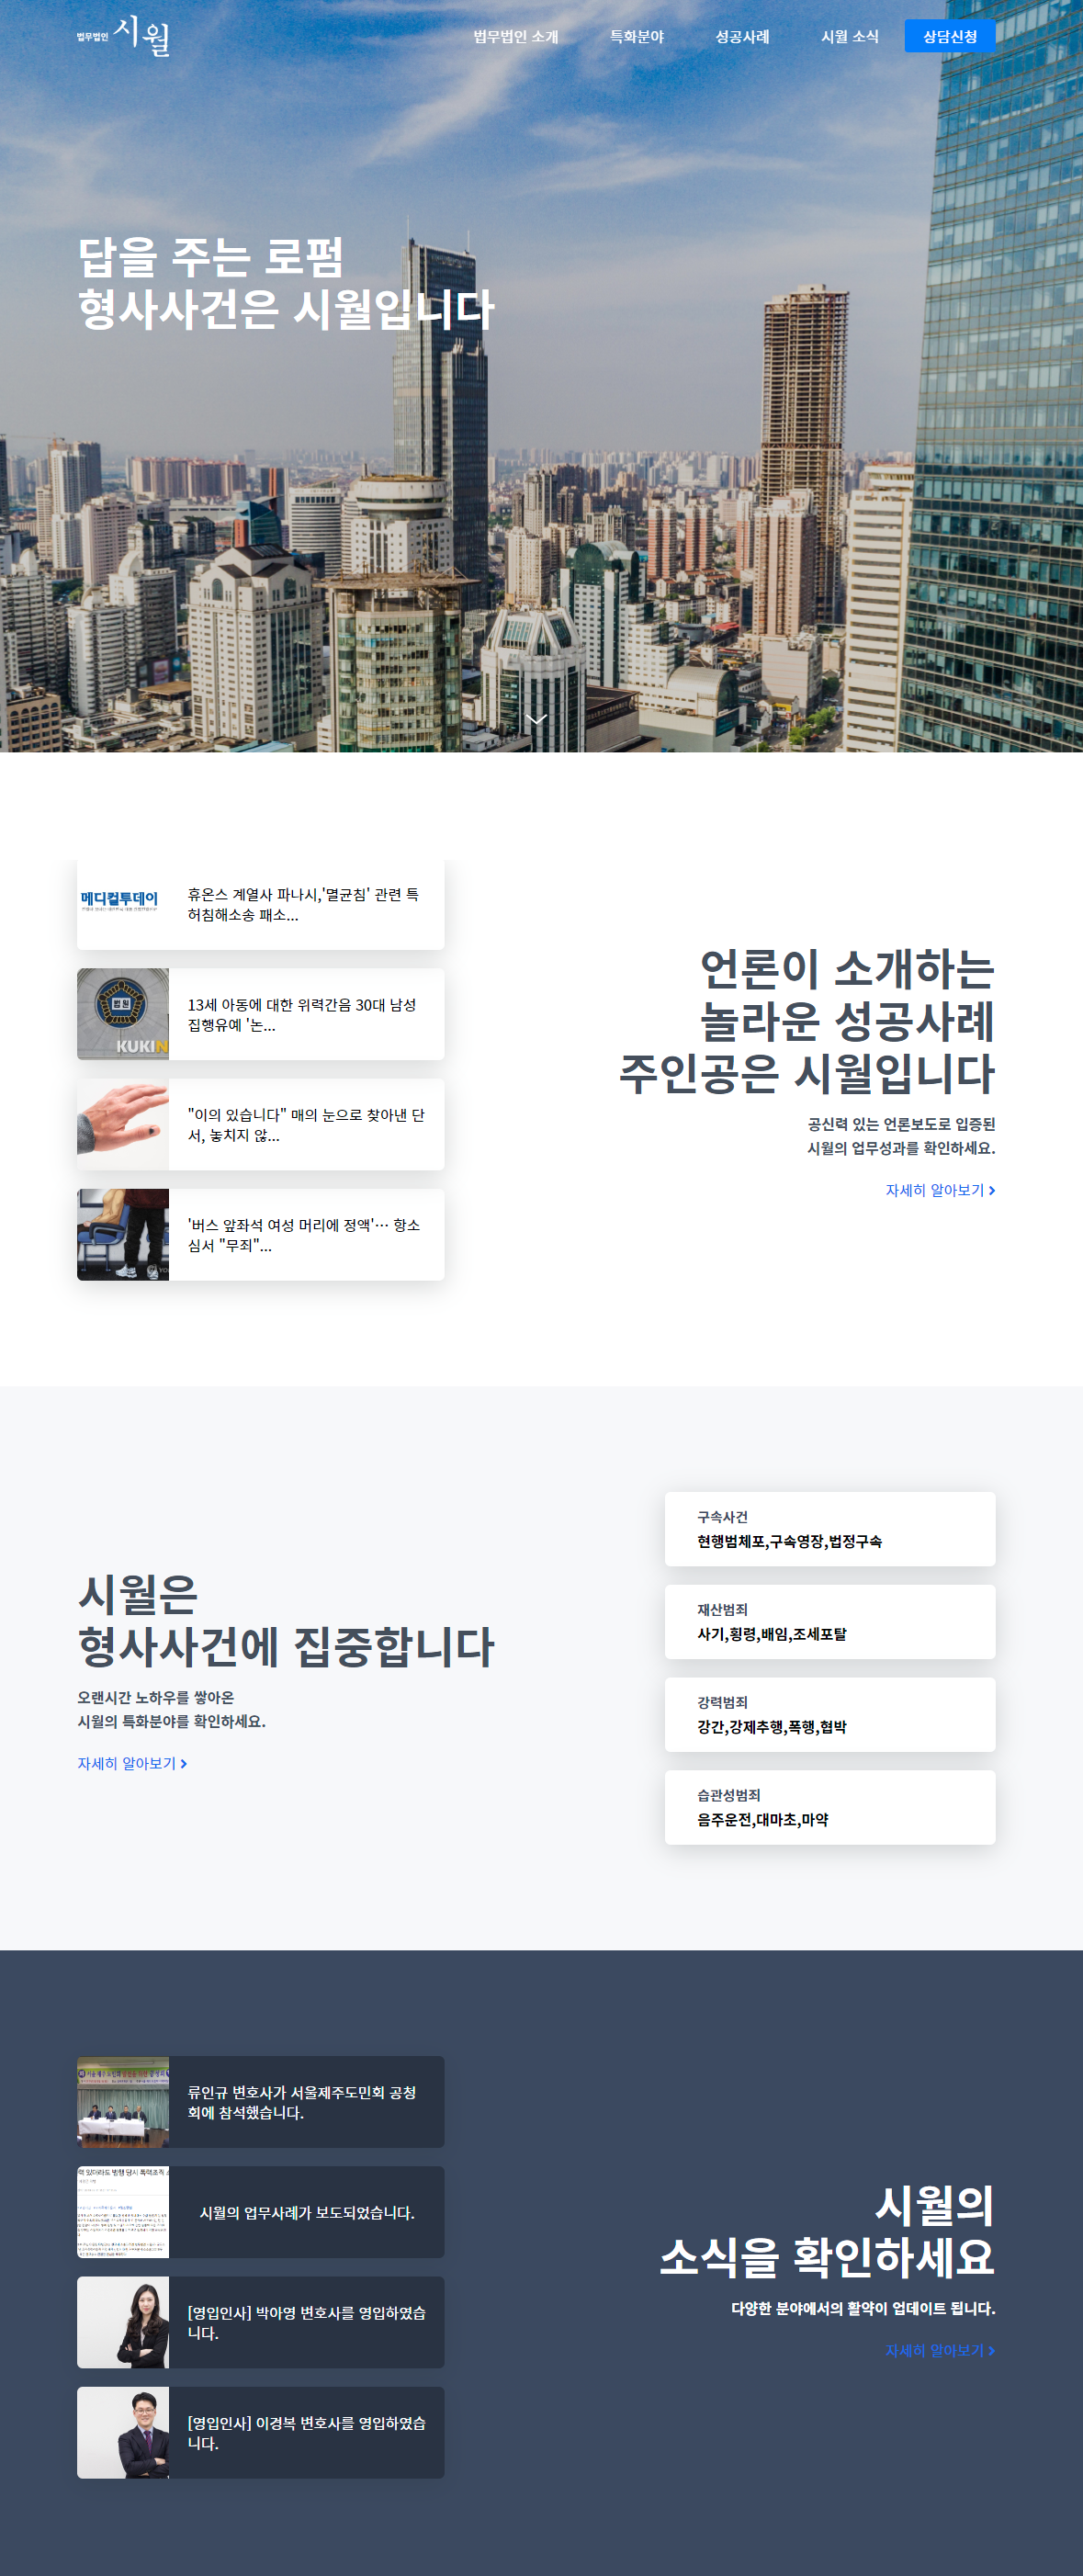 법무법인 시월
법무법인 소개
특화분야
성공사례
시월 소식
상담신청
답을 주는 로펌
형사사건은 시월입니다
메디컬투데이
휴온스 계열사 파나시,'멸균침' 관련 특
허침해소송 패소...
법원
KUKIN
13세 아동에 대한 위력간음 30대 남성
집행유예 '논...
"이의 있습니다" 매의 눈으로 찾아낸 단
서, 놓치지 않...
'버스 앞좌석 여성 머리에 정액'… 항소
심서 "무죄"...
언론이 소개하는
놀라운 성공사례
주인공은 시월입니다
공신력 있는 언론보도로 입증된
시월의 업무성과를 확인하세요.
자세히 알아보기
시월은
형사사건에 집중합니다
오랜시간 노하우를 쌓아온
시월의 특화분야를 확인하세요.
자세히 알아보기
구속사건
현행범체포,구속영장,법정구속
재산범죄
사기,횡령,배임,조세포탈
강력범죄
강간,강제추행,폭행,협박
습관성범죄
음주운전,대마초,마약
류인규 변호사가 서울제주도민회 공청
회에 참석했습니다.
시월의 업무사례가 보도되었습니다.
[영입인사] 박아영 변호사를 영입하였습
니다.
[영입인사] 이경복 변호사를 영입하였습
니다.
시월의
소식을 확인하세요
다양한 분야에서의 활약이 업데이트 됩니다.
자세히 알아보기